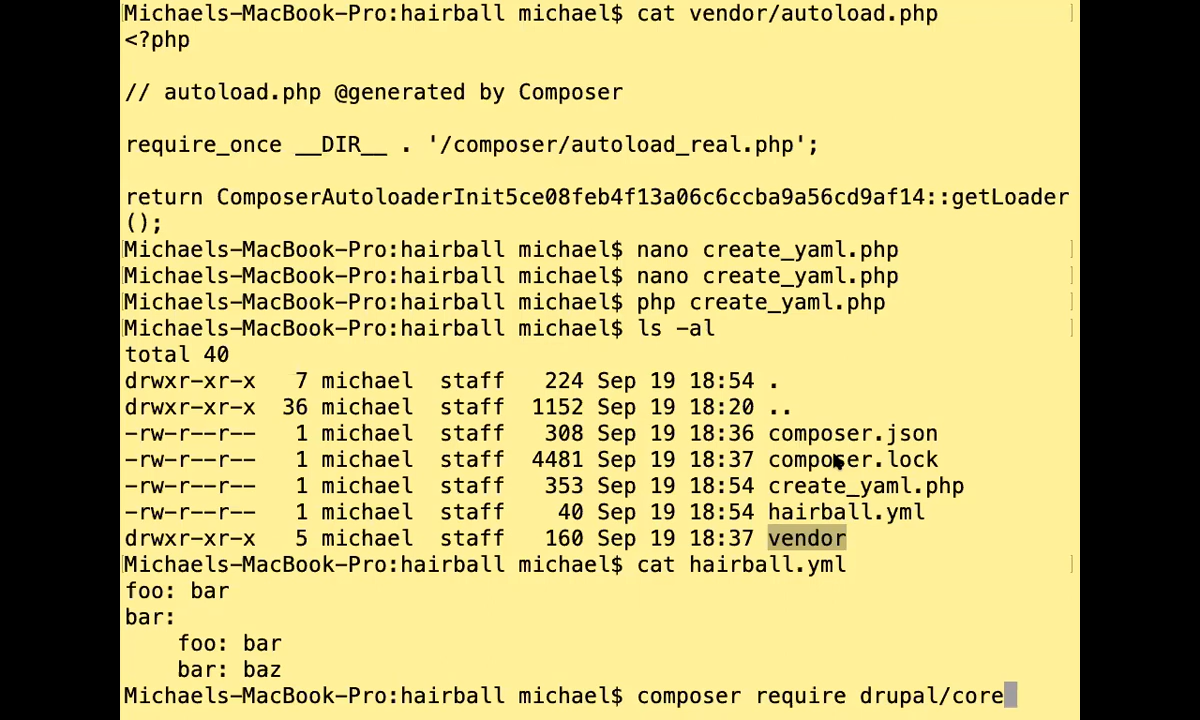 Michaels-MacBook-Pro:hairball michael$ cat vendor/autoload.php
<?php
// autoload.php @generated by Composer
require_once __DIR__ . '/composer/autoload_real.php';
return ComposerAutoloaderInit5ce08feb4f13a06c6ccba9a56cd9af14::getLoader
();
Michaels-MacBook-Pro:hairball michael$ nano create_yaml.php
Michaels-MacBook-Pro:hairball michael$ nano create_yaml.php
Michaels-MacBook-Pro:hairball michael$ php create_yaml.php
Michaels-MacBook-Pro:hairball michael$ ls -al
total 40
drwxr-xr-x   7 michael  staff   224 Sep 19 18:54 .
drwxr-xr-x  36 michael  staff  1152 Sep 19 18:20 ..
-rw-r--r--   1 michael  staff   308 Sep 19 18:36 composer.json
-rw-r--r--   1 michael  staff  4481 Sep 19 18:37 composer.lock
-rw-r--r--   1 michael  staff   353 Sep 19 18:54 create_yaml.php
-rw-r--r--   1 michael  staff    40 Sep 19 18:54 hairball.yml
drwxr-xr-x   5 michael  staff   160 Sep 19 18:37 vendor
Michaels-MacBook-Pro:hairball michael$ cat hairball.yml
foo: bar
bar:
    foo: bar
    bar: baz
Michaels-MacBook-Pro:hairball michael$ composer require drupal/core